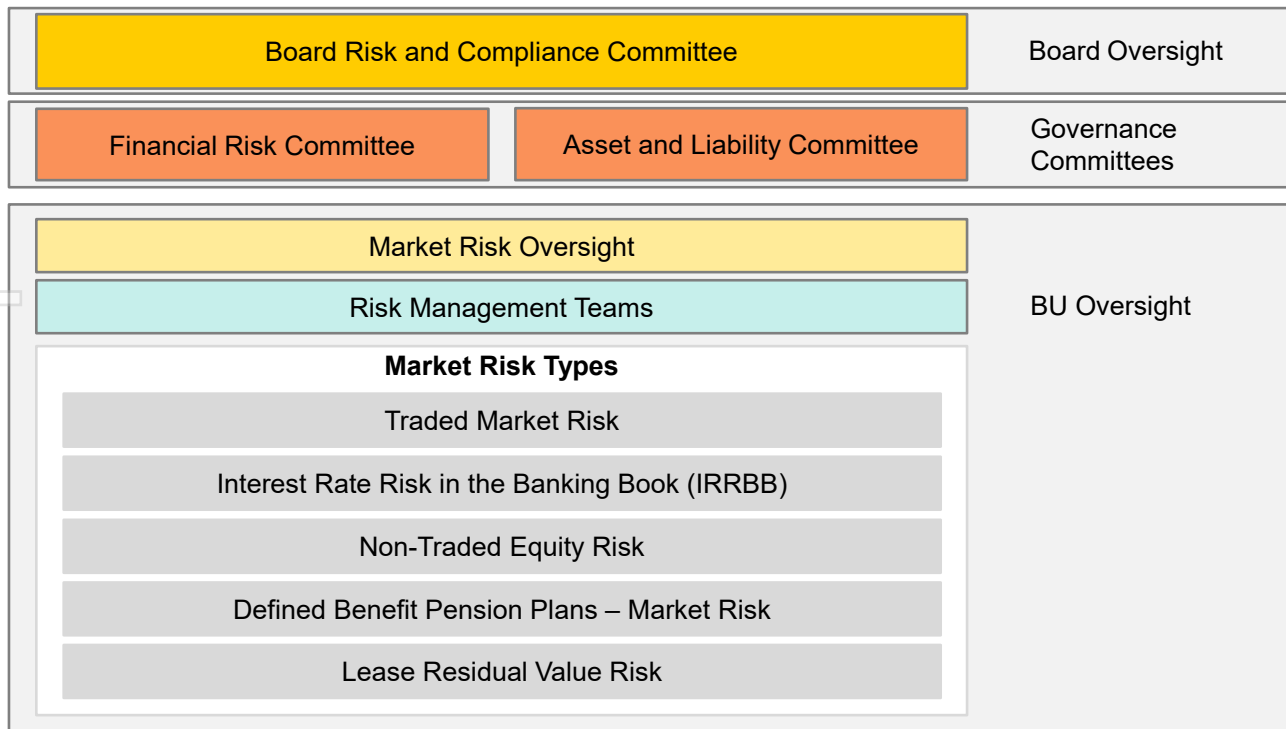 Board Risk and Compliance Committee
Board Oversight
Financial Risk Committee
Asset and Liability Committee
Governance
Committees
Market Risk Oversight
Risk Management Teams
BU Oversight
Market Risk Types
Traded Market Risk
Interest Rate Risk in the Banking Book (IRRBB)
Non-Traded Equity Risk
Defined Benefit Pension Plans – Market Risk
Lease Residual Value Risk